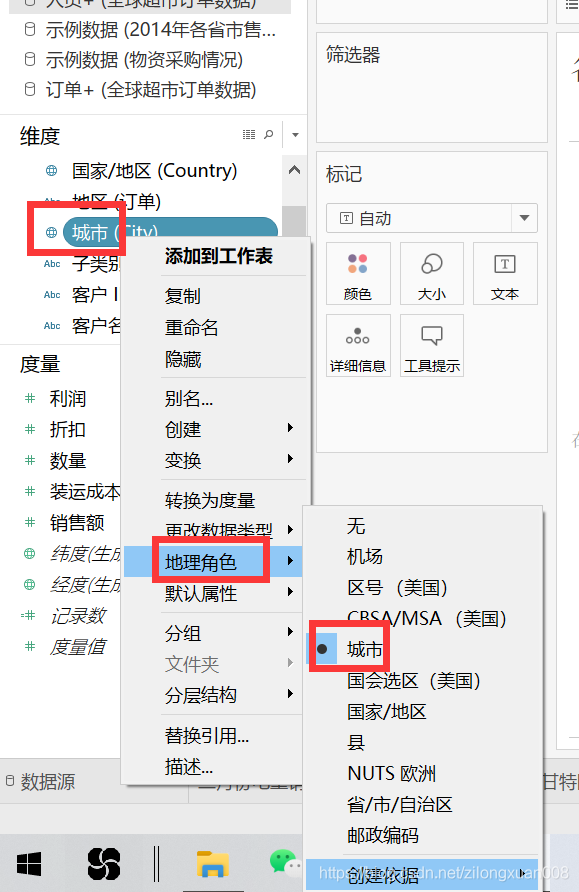 人员+ (全球超市订单数据)
示例数据 (2014年各省市售...
示例数据 (物资采购情况)
订单+ (全球超市订单数据)
维度
国家/地区 (Country)
Abc 地区 (订单)
城市 (City)
Abc 子类别
Abc 客户 I
Abc 客户名
度量
利润
折扣
数量
装运成本
销售额
纬度(生成
经度(生成
记录数
度量值
数据源
筛选器
标记
自动
颜色
大小
文本
详细信息
工具提示
添加到工作表
复制
重命名
隐藏
别名...
创建
变换
转换为度量
更改数据类型
地理角色
默认属性
分组
文件夹
分层结构
替换引用...
描述...
无
机场
区号（美国）
CBSA/MSA（美国）
城市
国会选区（美国）
国家/地区
县
NUTS 欧洲
省/市/自治区
邮政编码
创建依据
甘特图